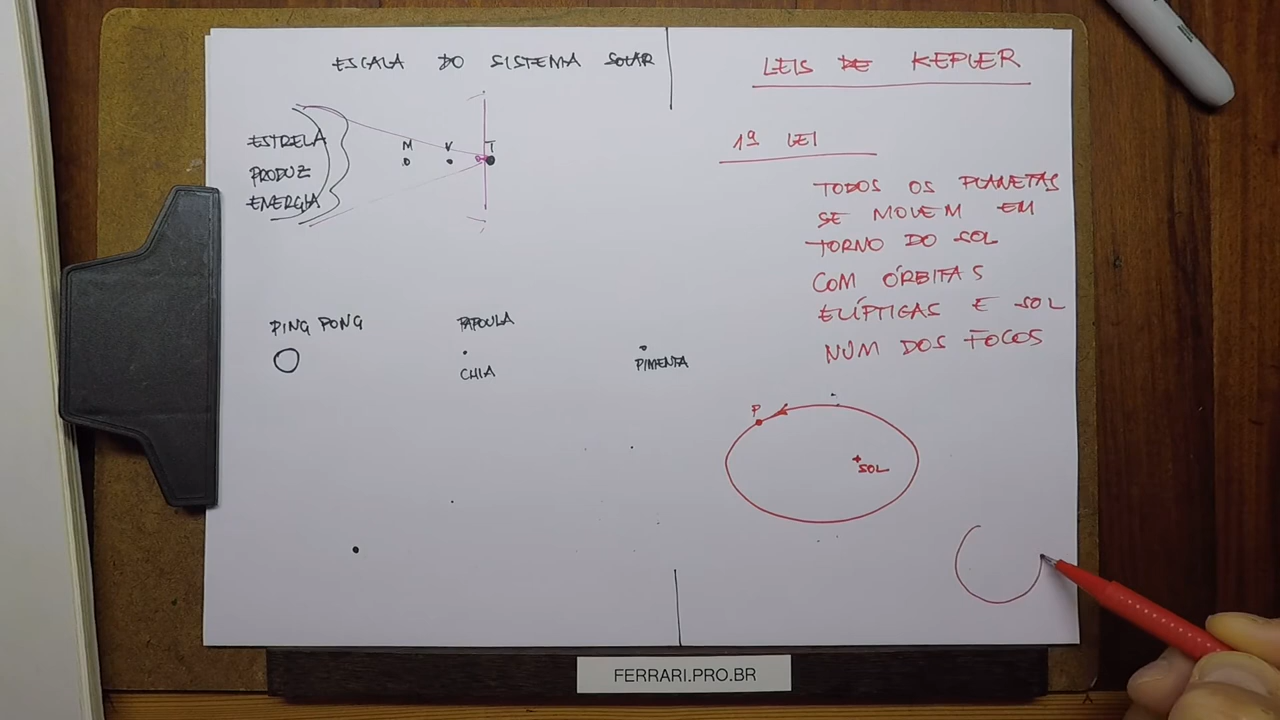 ESCALA DO SISTEMA SOLAR
ESTRELA
PRODUZ
ENERGIA
M V T
PING PONG
PAPOULA
CHIA
PIMENTA
LEIS DE KEPLER
1ª LEI
TODOS OS PLANETAS
SE MOVEM EM
TORNO DO SOL
COM ÓRBITAS
ELÍPTICAS E SOL
NUM DOS FOCOS
P
SOL
FERRARI.PRO.BR